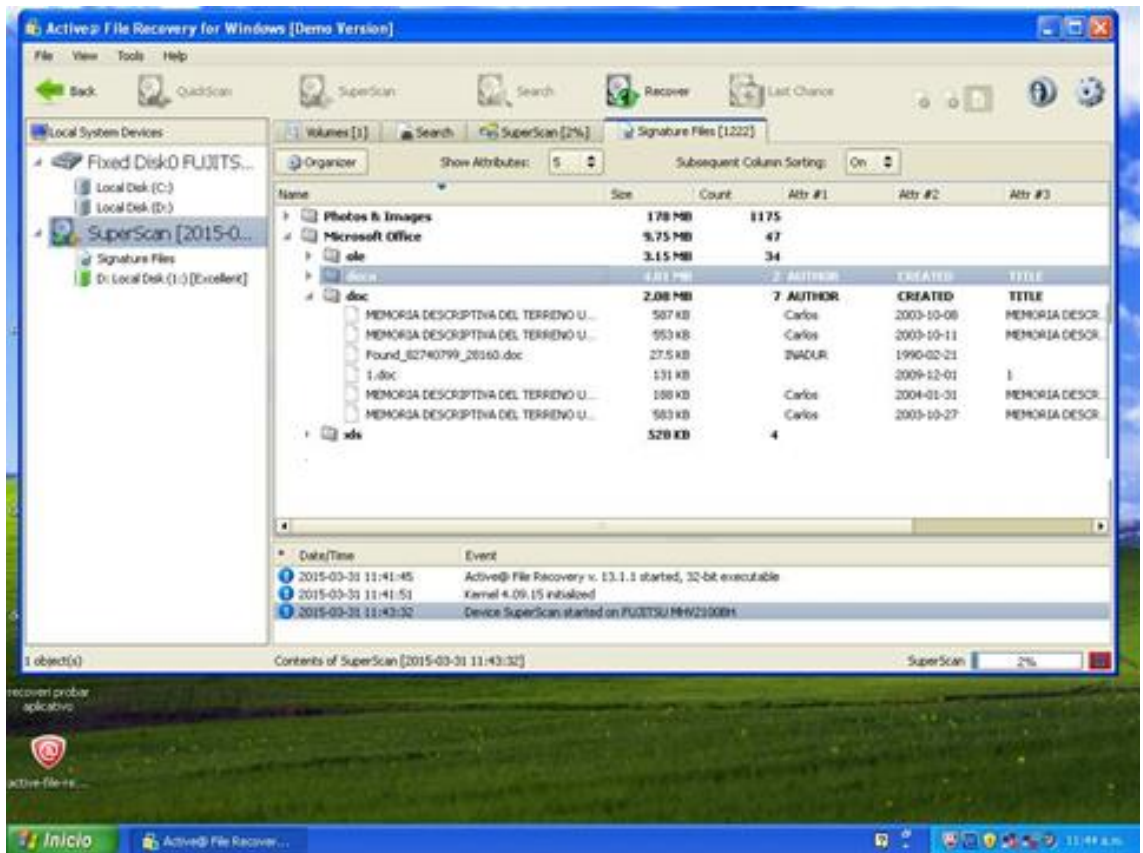 Active@ File Recovery for Windows [Demo Version]
File View Tools Help
Back QuickScan SuperScan Search Recover Last Chance
Local System Devices
Volumes [1] Search SuperScan [2%] Signature Files [1222]
Organizer Show Attributes: 5 Subsequent Column Sorting: On
Fixed Disk0 FUJITS...
Local Disk (C:)
Local Disk (D:)
SuperScan [2015-0...
Signature Files
D: Local Disk (1:) [Excellent]
Name Size Count Attr #1 Attr #2 Attr #3
Photos & Images 178 MB 1175
Microsoft Office 9.75 MB 47
ole 3.15 MB 34
docx 4.01 MB 2 AUTHOR CREATED TITLE
doc 2.08 MB 7 AUTHOR CREATED TITLE
MEMORIA DESCRIPTIVA DEL TERRENO U... 587 KB Carlos 2003-10-08 MEMORIA DESCR
MEMORIA DESCRIPTIVA DEL TERRENO U... 553 KB Carlos 2003-10-11 MEMORIA DESCR
Found_82740799_28160.doc 27.5 KB INADUR 1990-02-21
1.doc 131 KB 2009-12-01 1
MEMORIA DESCRIPTIVA DEL TERRENO U... 188 KB Carlos 2004-01-31 MEMORIA DESCR
MEMORIA DESCRIPTIVA DEL TERRENO U... 583 KB Carlos 2003-10-27 MEMORIA DESCR
xls 528 KB 4
* Date/Time Event
2015-03-31 11:41:45 Active@ File Recovery v. 13.1.1 started, 32-bit executable
2015-03-31 11:41:51 Kernel 4.09.15 initialized
2015-03-31 11:43:32 Device SuperScan started on FUJITSU MHV2100BH
1 object(s) Contents of SuperScan [2015-03-31 11:43:32] SuperScan 2%
recoveri probar
aplicativo
active-file-re...
Inicio Active@ File Recover... 11:44 a.m.